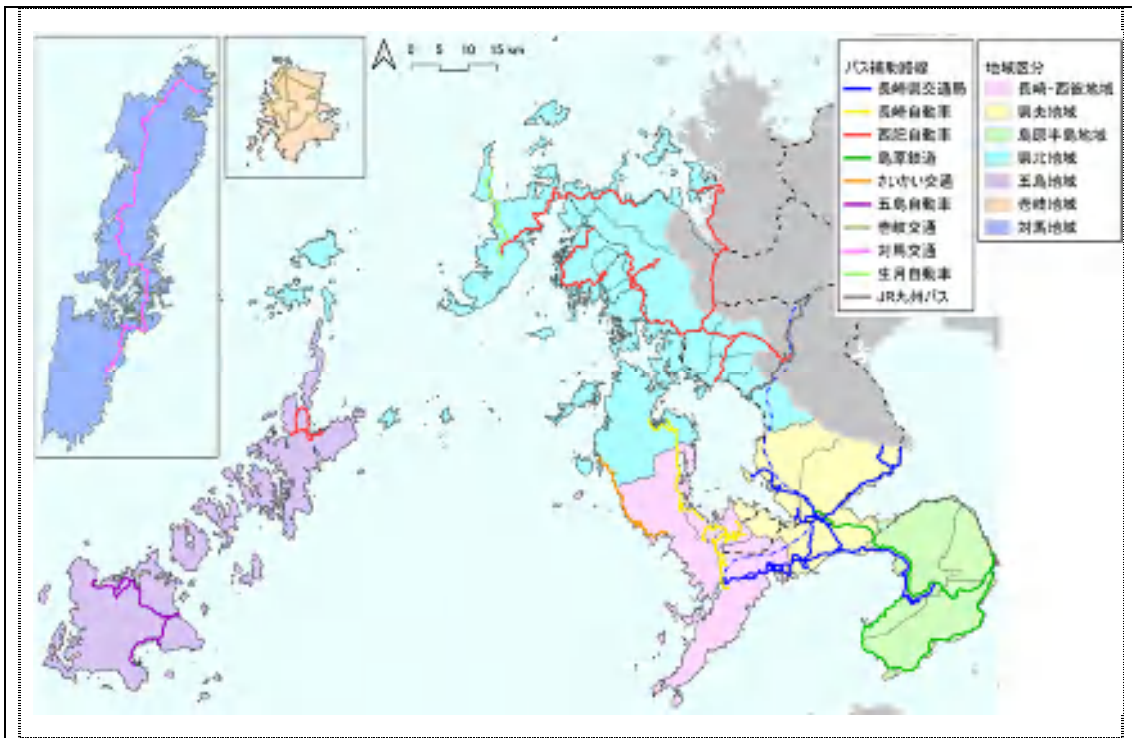 0 5 10 15 km
バス補助路線
長崎県交通局
長崎自動車
西肥自動車
島原鉄道
さいかい交通
五島自動車
壱岐交通
対馬交通
生月自動車
JR九州バス
地域区分
長崎・西彼地域
県央地域
島原半島地域
県北地域
五島地域
壱岐地域
対馬地域